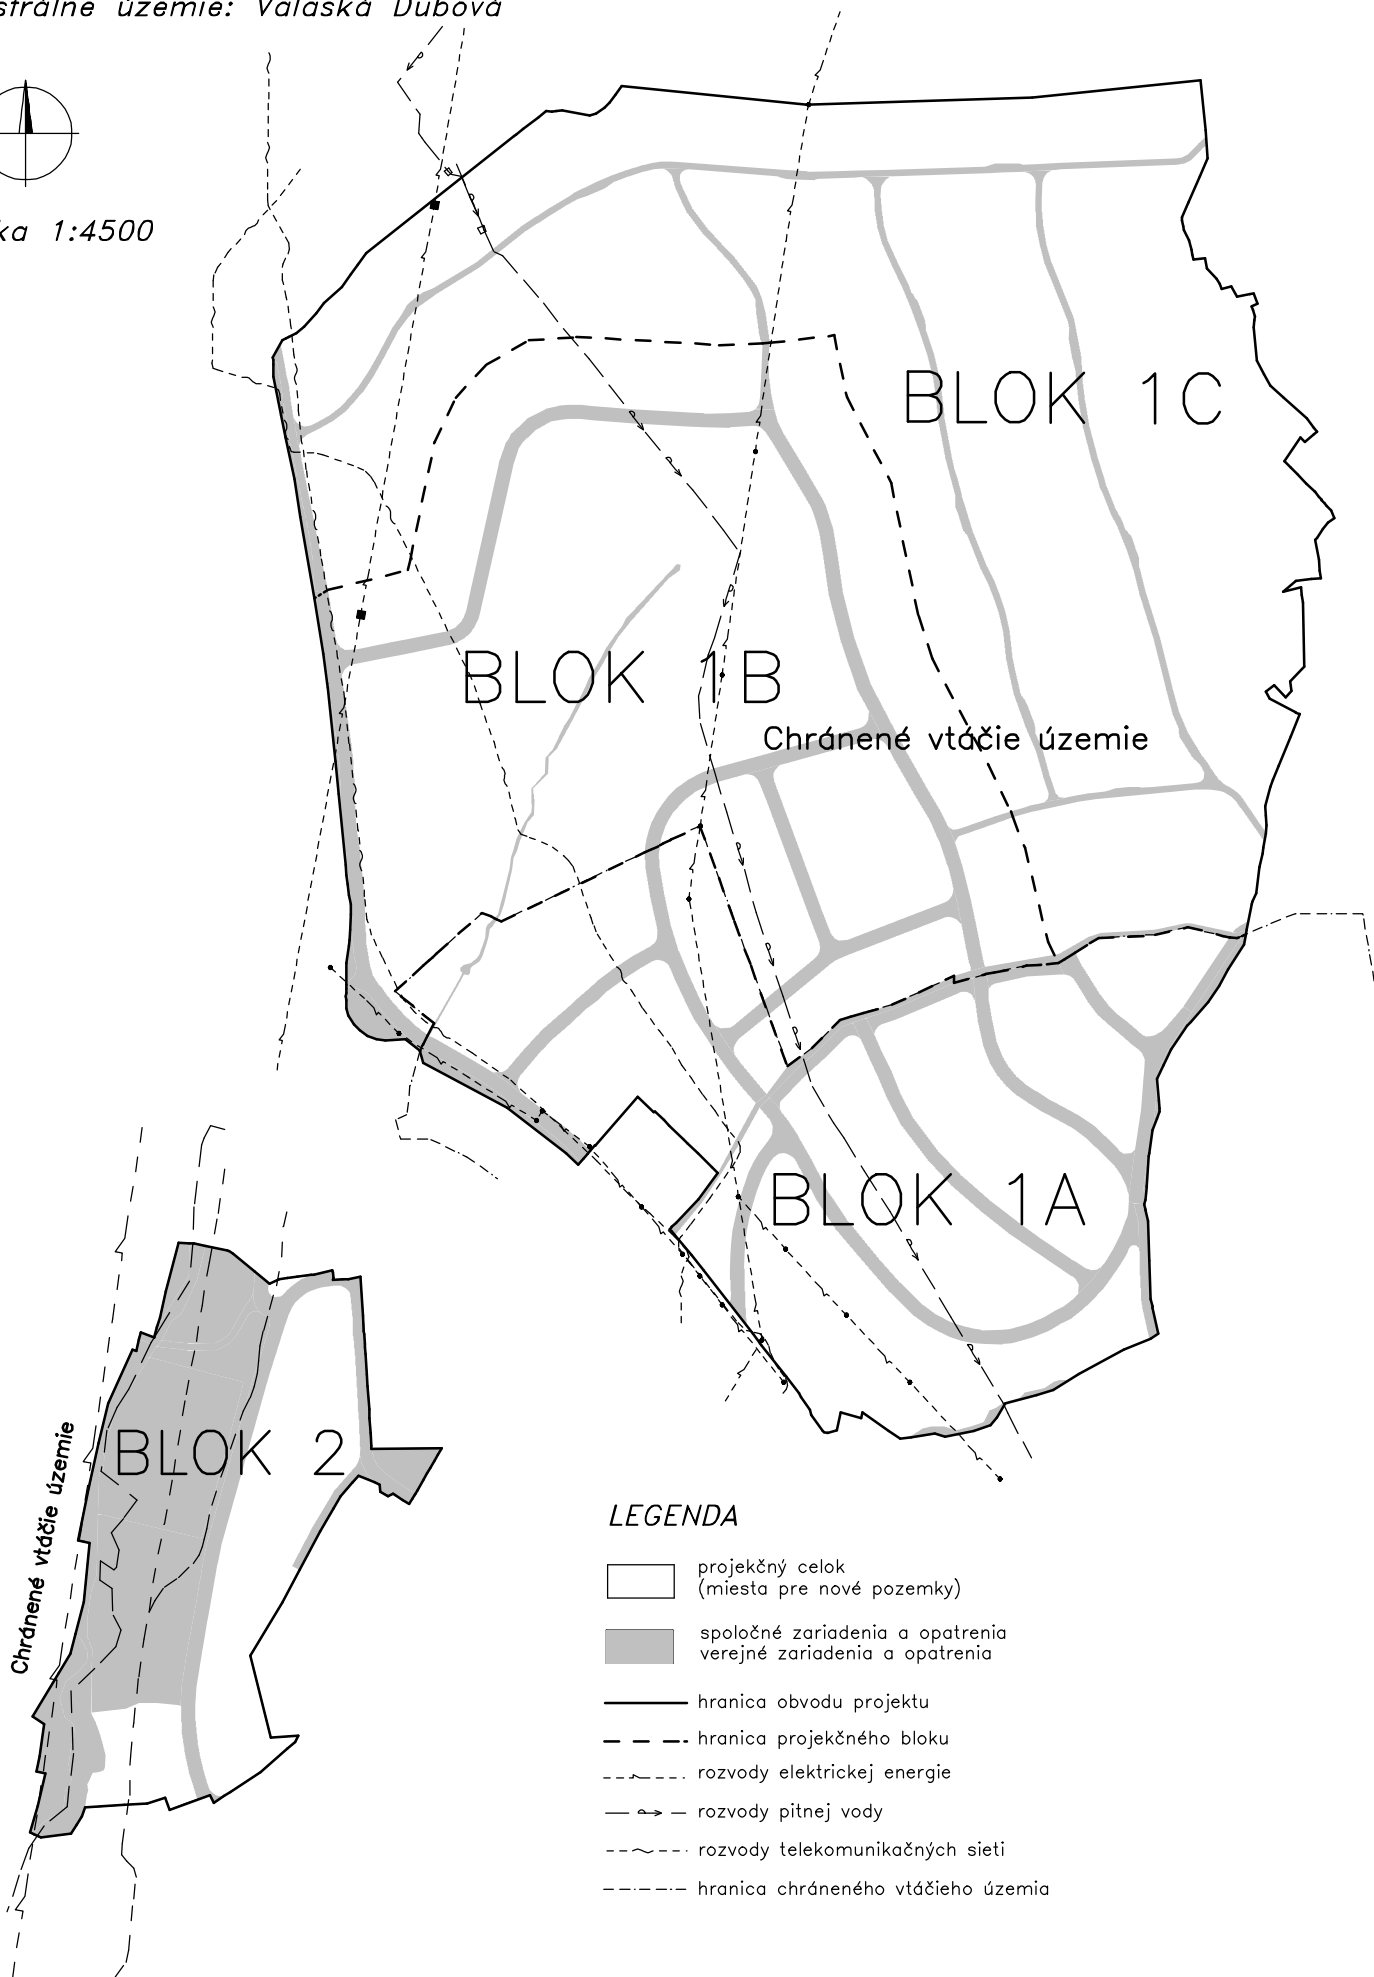 územie: Valaská Dubová
1:4500
BLOK 1C
BLOK 1B
Chránené vtáčie územie
BLOK 1A
BLOK 2
Chránené vtáčie územie
LEGENDA
projekčný celok
(miesta pre nové pozemky)
spoločné zariadenia a opatrenia
verejné zariadenia a opatrenia
hranica obvodu projektu
hranica projekčného bloku
rozvody elektrickej energie
rozvody pitnej vody
rozvody telekomunikačných sieti
hranica chráneného vtáčieho územia